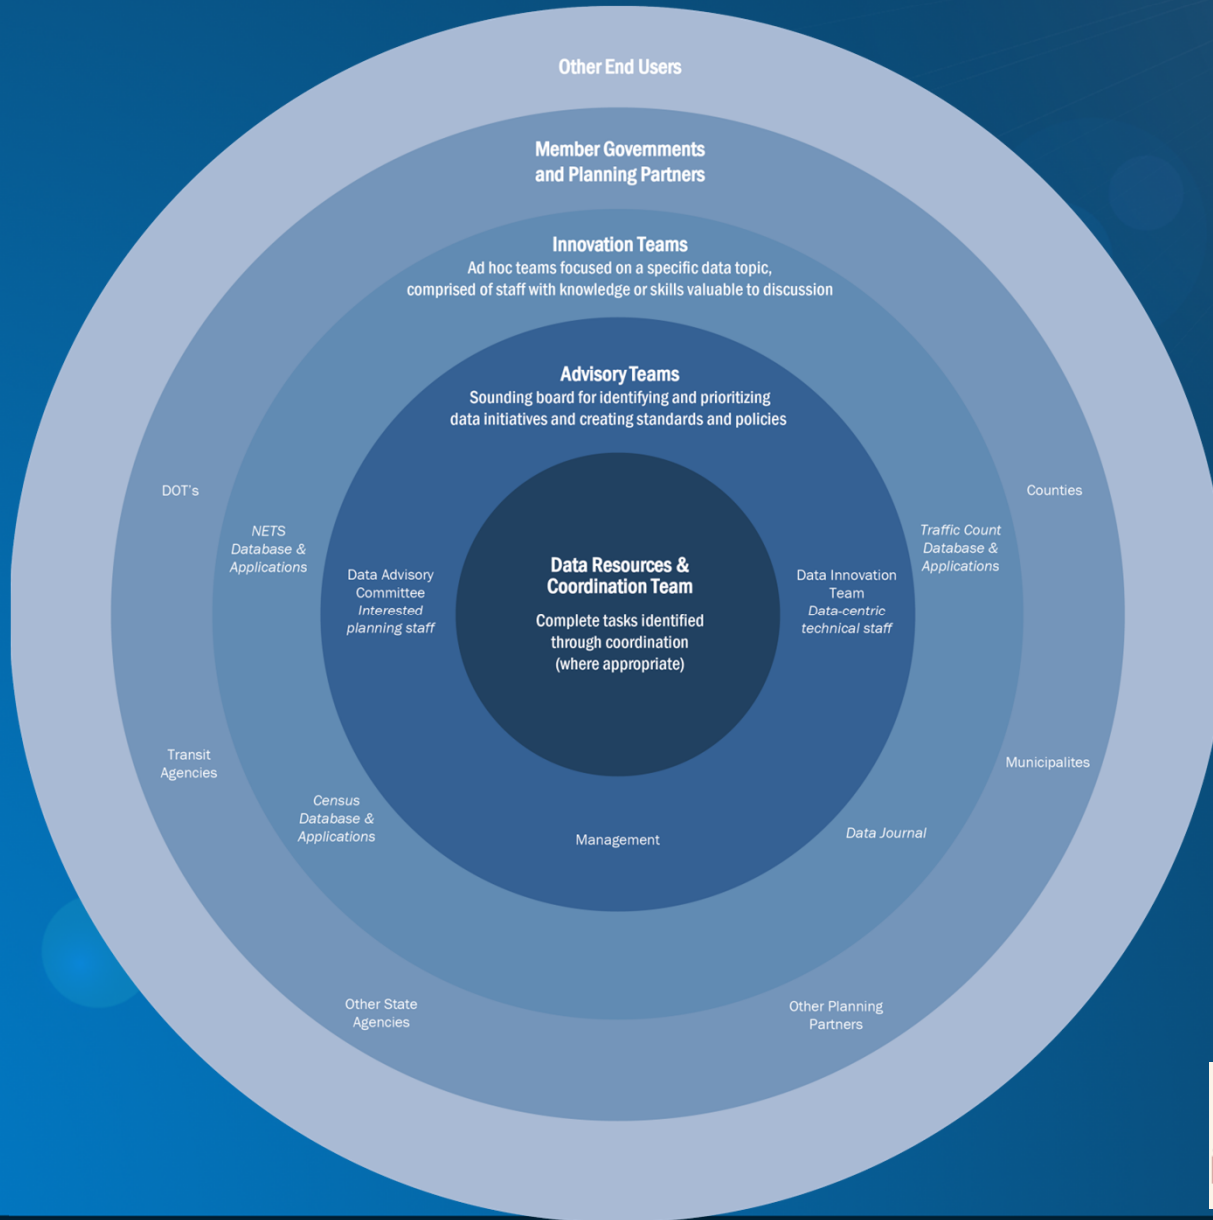 Other End Users
Member Governments
and Planning Partners
Innovation Teams
Ad hoc teams focused on a specific data topic,
comprised of staff with knowledge or skills valuable to discussion
Advisory Teams
Sounding board for identifying and prioritizing
data initiatives and creating standards and policies
DOT's
Counties
NETS
Database &
Applications
Traffic Count
Database &
Applications
Data Advisory
Committee
Interested
planning staff
Data Resources &
Coordination Team
Complete tasks identified
through coordination
(where appropriate)
Data Innovation
Team
Data-centric
technical staff
Transit
Agencies
Municipalites
Census
Database &
Applications
Management
Data Journal
Other State
Agencies
Other Planning
Partners